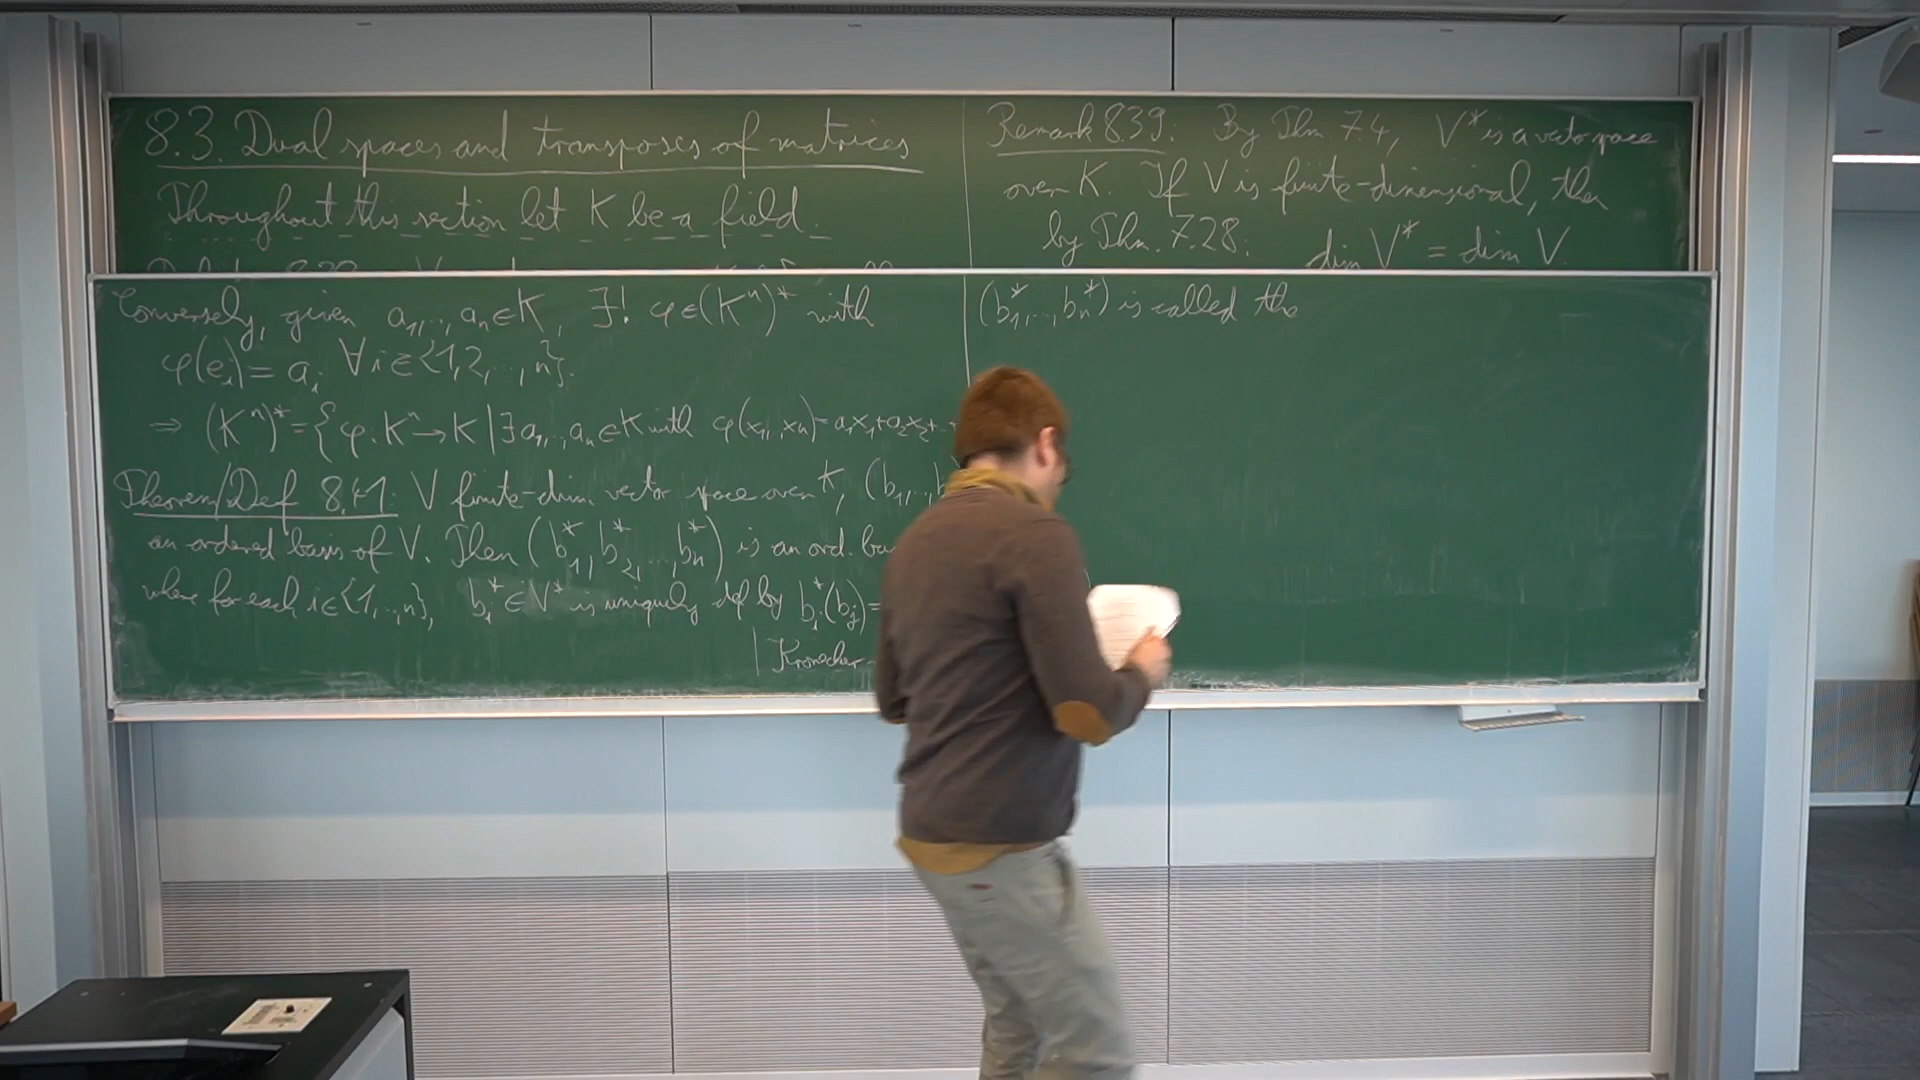 8.3. Dual spaces and transposes of matrices
Throughout this section let K be a field.
Remark 8.39: By Thm. 7.4, V* is a vector space
over K. If V is finite-dimensional, then
by Thm. 7.28: dim V* = dim V.
Conversely, given a₁,…,aₙ∈K, ∃! φ∈(Kⁿ)* with
φ(eᵢ)= aᵢ ∀i∈{1,2,…,n}.
⇒ (Kⁿ)*={φ:Kⁿ→K|∃a₁,…,aₙ∈K with φ(x₁,…,xₙ)=a₁x₁+a₂x₂+…
Theorem/Def 8.41: V finite-dim. vector space over K, (b₁,…,b
an ordered basis of V. Then (b₁*,b₂*,…,bₙ*) is an ord. ba
where for each i∈{1,…,n}, bᵢ*∈V* is uniquely def by bᵢ*(bⱼ)=
Kronecker-
(b₁*,…,bₙ*) is called the